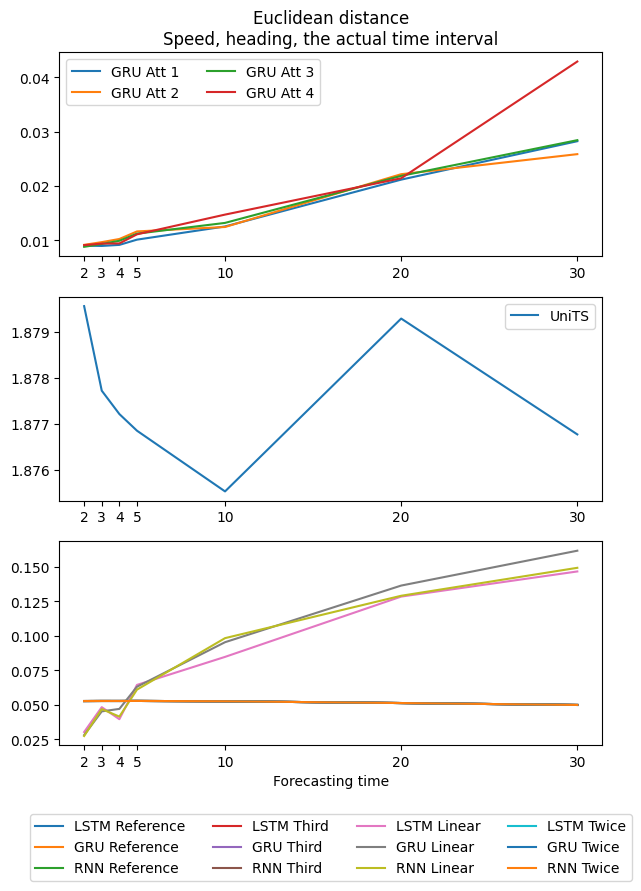 Euclidean distance
Speed, heading, the actual time interval
GRU Att 1 GRU Att 3
GRU Att 2 GRU Att 4
0.04
0.03
0.02
0.01
2 3 4 5 10 20 30
UniTS
1.879
1.878
1.877
1.876
2 3 4 5 10 20 30
0.150
0.125
0.100
0.075
0.050
0.025
2 3 4 5 10 20 30
Forecasting time
LSTM Reference LSTM Third LSTM Linear LSTM Twice
GRU Reference GRU Third GRU Linear GRU Twice
RNN Reference RNN Third RNN Linear RNN Twice